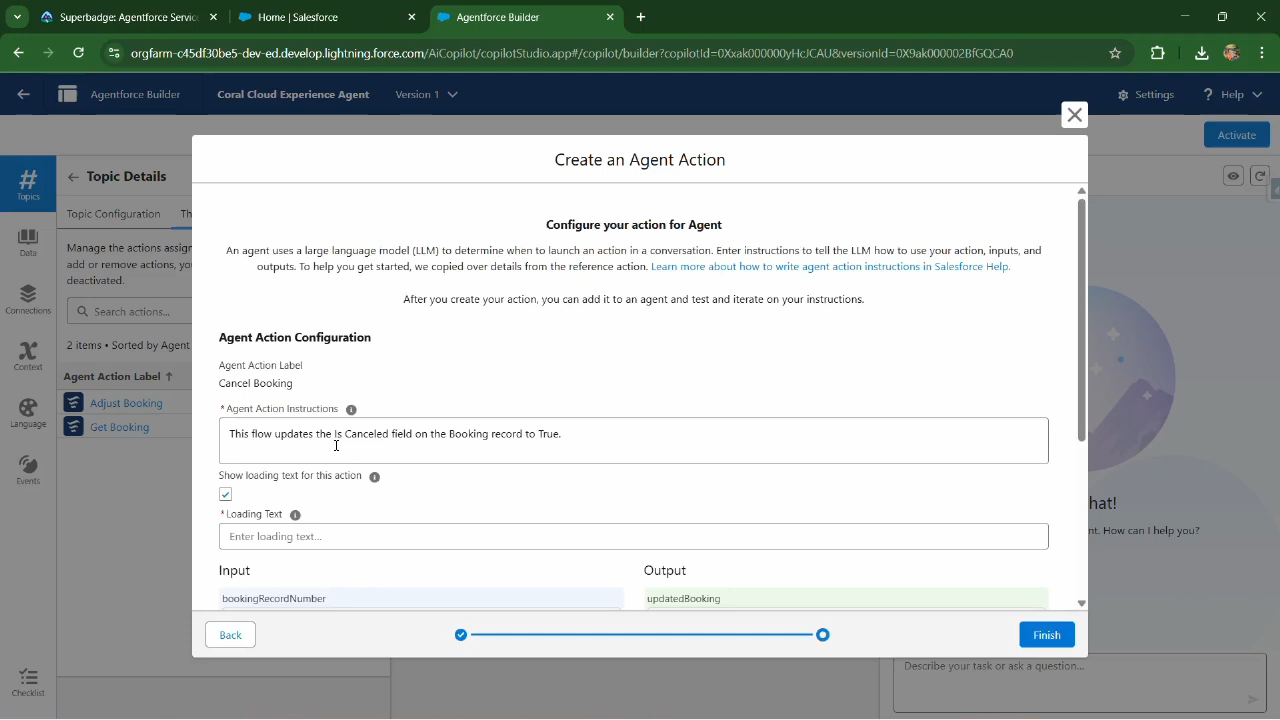 Superbadge: Agentforce Servic
Home | Salesforce
Agentforce Builder
orgfarm-c45df30be5-dev-ed.develop.lightning.force.com/AiCopilot/copilotStudio.app#/copilot/builder?copilotId=0Xxak000000yHcJCAU&versionId=0X9ak000002BfGQCA0
Agentforce Builder
Coral Cloud Experience Agent
Version 1
Settings
Help
Activate
Topics
Data
Connections
Context
Language
Events
Checklist
Topic Details
Topic Configuration
Th
Manage the actions assign
add or remove actions, you
deactivated.
Search actions...
2 items • Sorted by Agent
Agent Action Label
Adjust Booking
Get Booking
Create an Agent Action
Configure your action for Agent
An agent uses a large language model (LLM) to determine when to launch an action in a conversation. Enter instructions to tell the LLM how to use your action, inputs, and
outputs. To help you get started, we copied over details from the reference action. Learn more about how to write agent action instructions in Salesforce Help.
After you create your action, you can add it to an agent and test and iterate on your instructions.
Agent Action Configuration
Agent Action Label
Cancel Booking
* Agent Action Instructions
This flow updates the Is Canceled field on the Booking record to True.
Show loading text for this action
* Loading Text
Enter loading text...
Input
Output
bookingRecordNumber
updatedBooking
Back
Finish
hat!
nt. How can I help you?
Describe your task or ask a question...